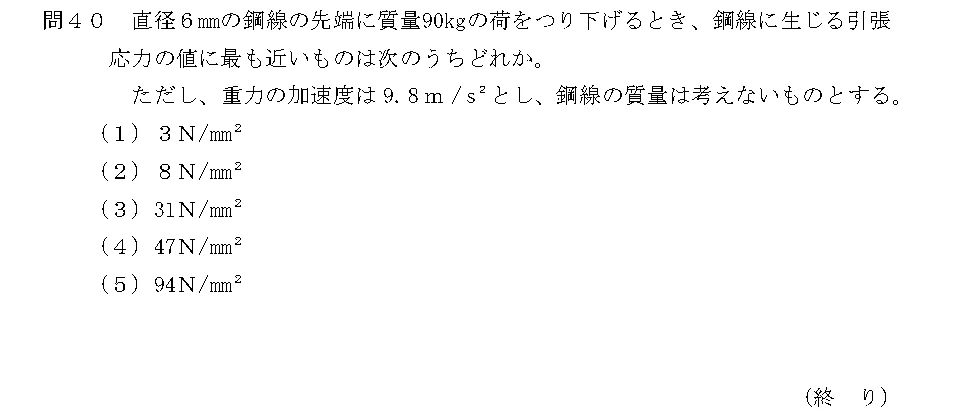 問４０　直径６㎜の鋼線の先端に質量90㎏の荷をつり下げるとき、鋼線に生じる引張
応力の値に最も近いものは次のうちどれか。
ただし、重力の加速度は 9.8ｍ／s²とし、鋼線の質量は考えないものとする。
（１）３Ｎ/㎜²
（２）８Ｎ/㎜²
（３）31Ｎ/㎜²
（４）47Ｎ/㎜²
（５）94Ｎ/㎜²
（終　り）